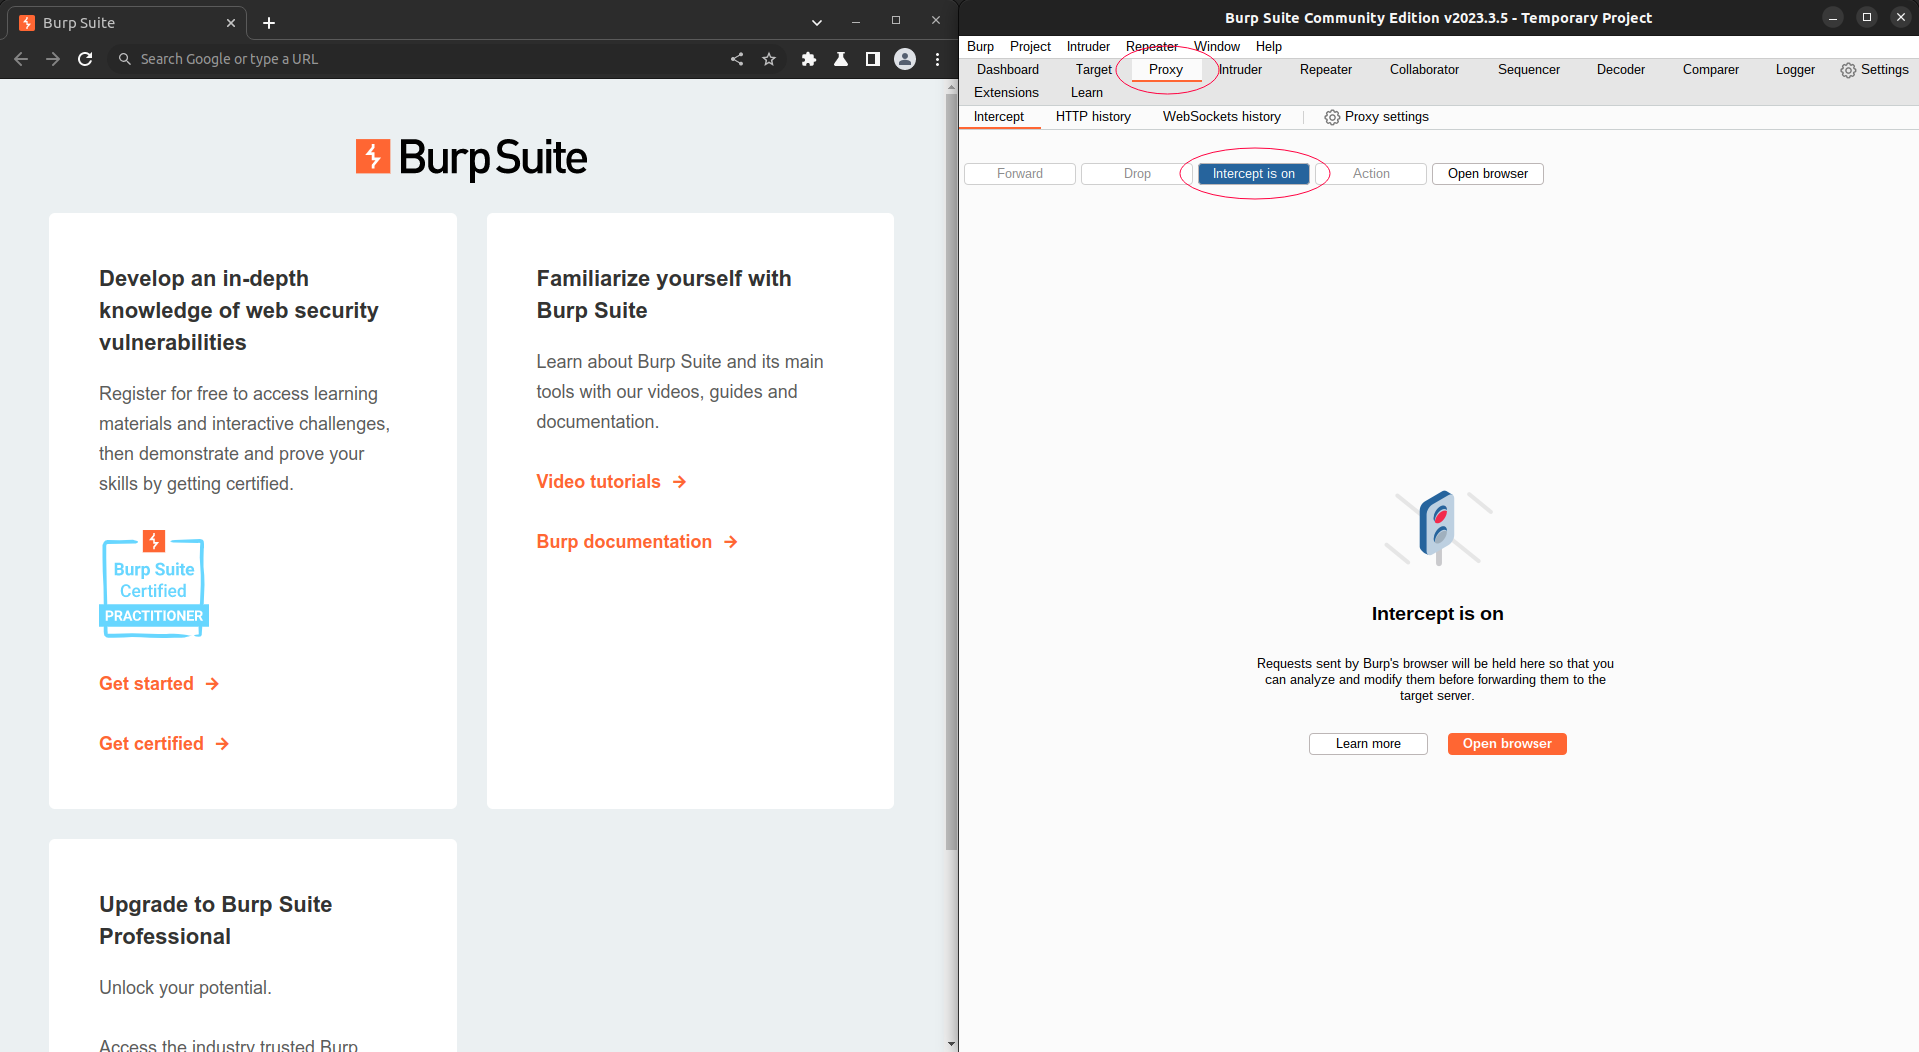 Burp Suite
Search Google or type a URL
Burp Suite
Develop an in-depth
knowledge of web security
vulnerabilities
Register for free to access learning
materials and interactive challenges,
then demonstrate and prove your
skills by getting certified.
Burp Suite
Certified
PRACTITIONER
Get started
Get certified
Familiarize yourself with
Burp Suite
Learn about Burp Suite and its main
tools with our videos, guides and
documentation.
Video tutorials
Burp documentation
Upgrade to Burp Suite
Professional
Unlock your potential.
Access the industry trusted Burp
Burp Suite Community Edition v2023.3.5 - Temporary Project
Burp Project Intruder Repeater Window Help
Dashboard Target Proxy Intruder Repeater Collaborator Sequencer Decoder Comparer Logger Settings
Extensions Learn
Intercept HTTP history WebSockets history Proxy settings
Forward Drop Intercept is on Action Open browser
Intercept is on
Requests sent by Burp's browser will be held here so that you
can analyze and modify them before forwarding them to the
target server.
Learn more Open browser